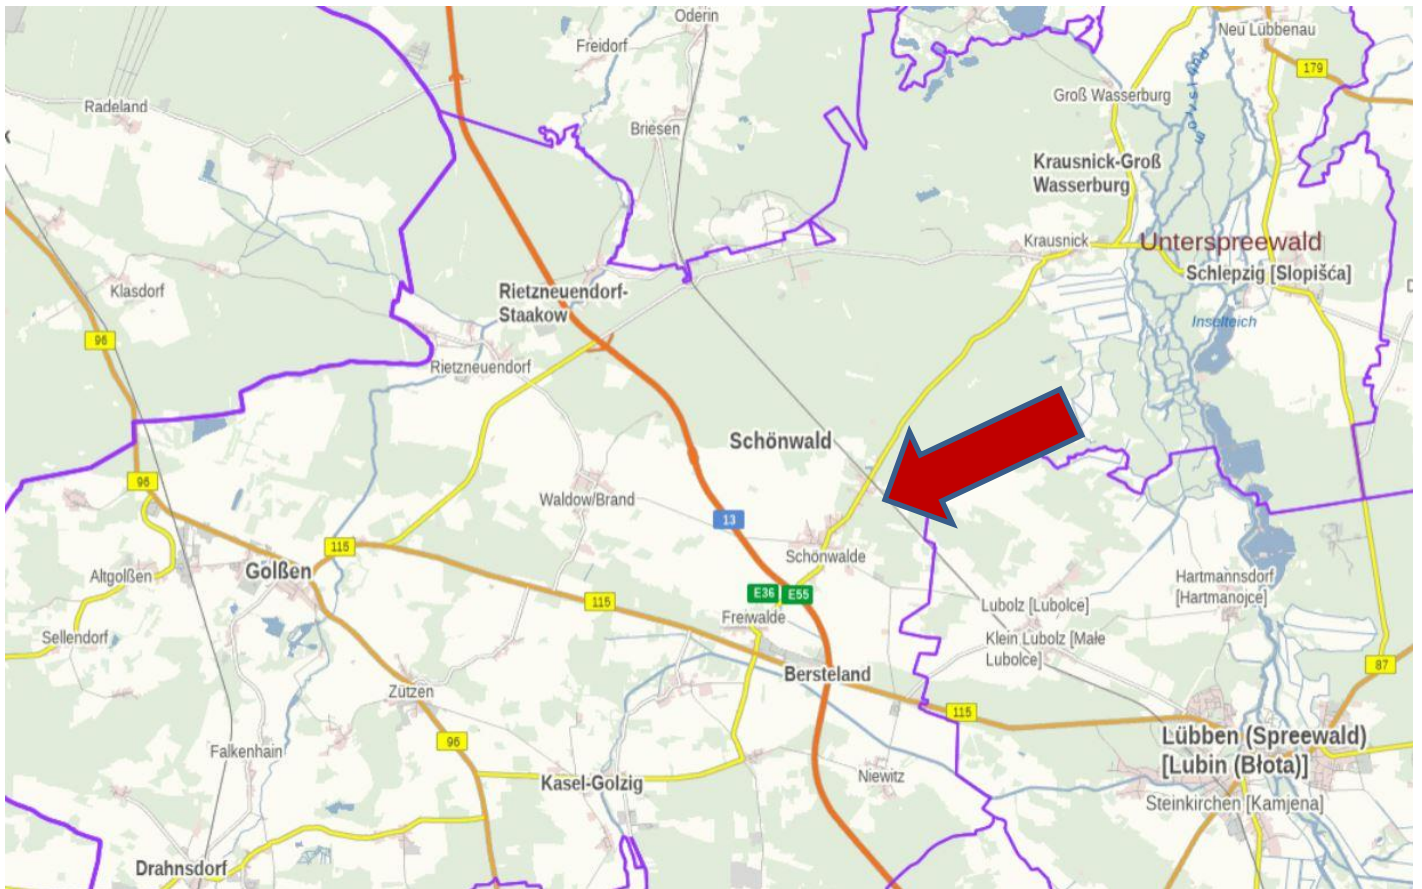 Oderin
Freidorf
Neu Lübbenau
179
Radeland
Groß Wasserburg
Briesen
Krausnick-Groß
Wasserburg
Krausnick
Unterspreewald
Schlepzig [Slopišća]
Klasdorf
Rietzneuendorf-
Staakow
Inselteich
96
Rietzneuendorf
Schönwald
96
Waldow/Brand
13
115
Schönwalde
Golßen
Altgolßen
Hartmannsdorf
[Hartmanojce]
E36
E55
115
Lubolz [Lubolce]
Freiwalde
Sellendorf
Klein Lubolz [Małe
Lubolce]
87
Bersteland
Zützen
115
96
Lübben (Spreewald)
[Lubin (Błota)]
Falkenhain
Niewitz
Kasel-Golzig
Steinkirchen [Kamjena]
Drahnsdorf